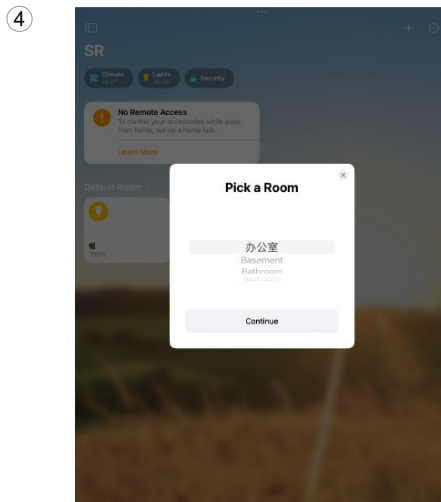 ④
SR
Climate
Lights
Security
No Remote Access
To control your accessories while away
from home, set up a home hub.
Learn More
Default Room
100%
Pick a Room
办公室
Basement
Bathroom
Continue